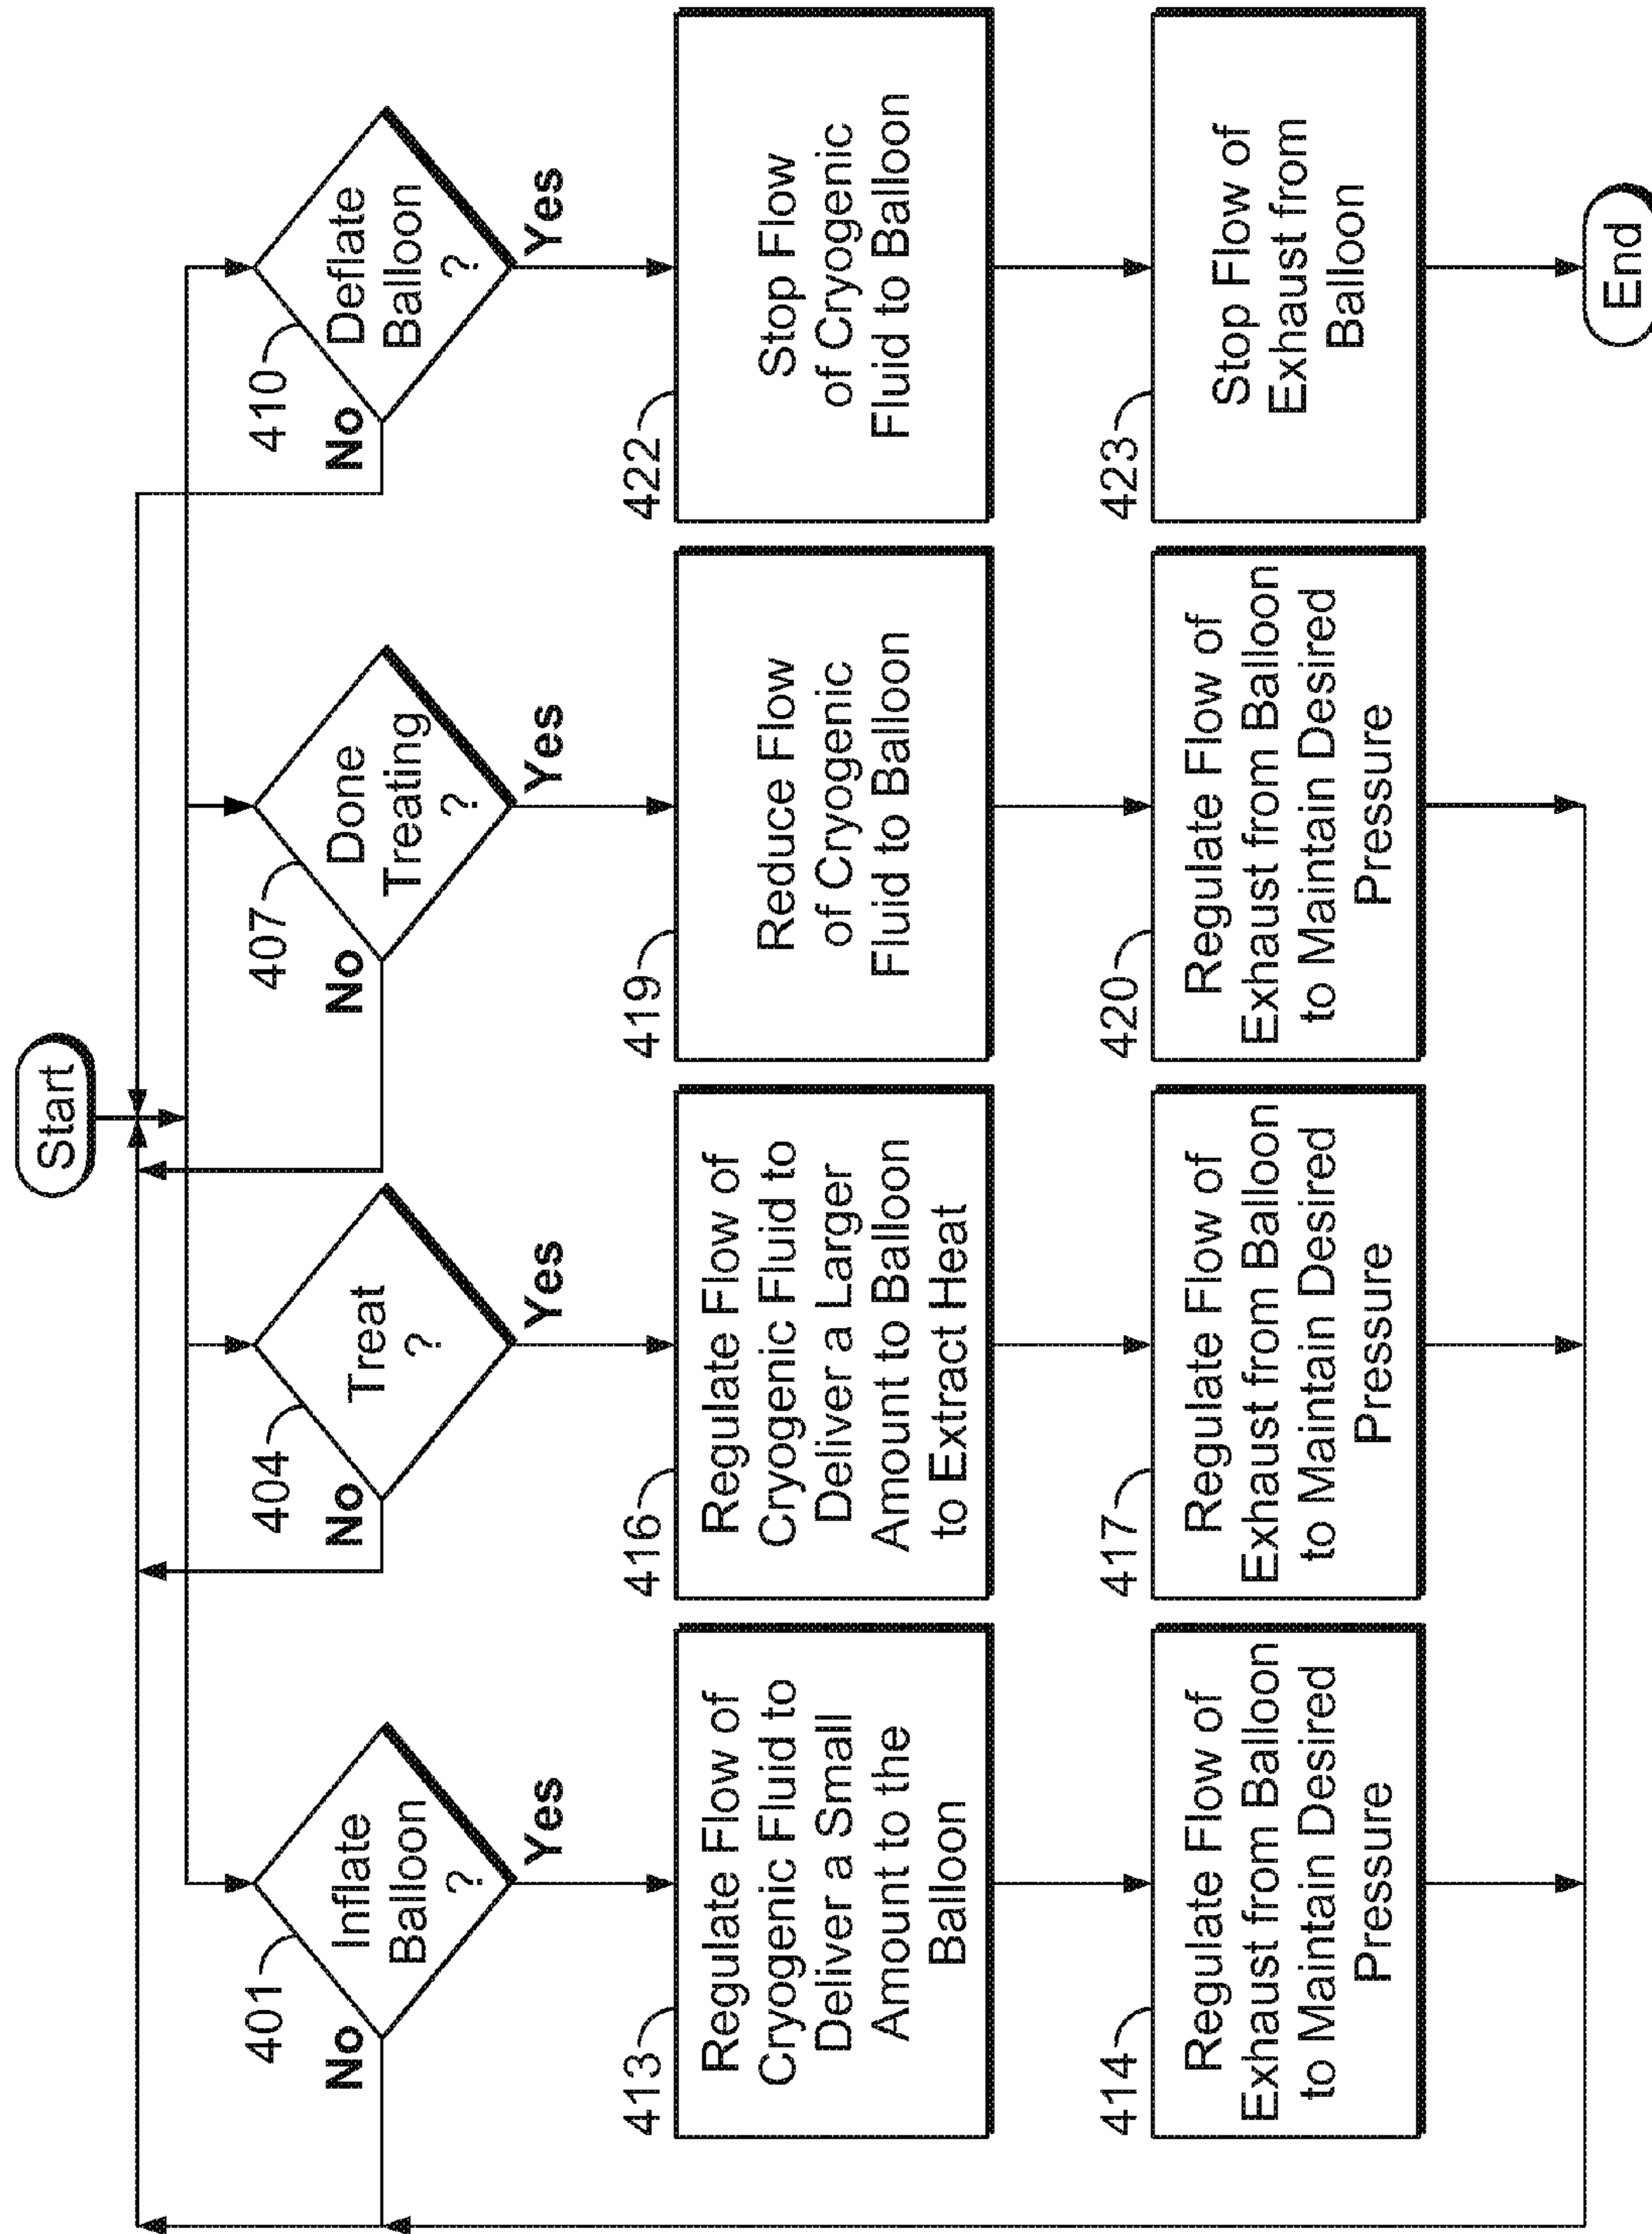 Start
401
Inflate
Balloon
?
No
Yes
404
Treat
?
No
Yes
407
Done
Treating
?
No
Yes
410
Deflate
Balloon
?
No
Yes
413
Regulate Flow of
Cryogenic Fluid to
Deliver a Small
Amount to the
Balloon
416
Regulate Flow of
Cryogenic Fluid to
Deliver a Larger
Amount to Balloon
to Extract Heat
419
Reduce Flow
of Cryogenic
Fluid to Balloon
422
Stop Flow
of Cryogenic
Fluid to Balloon
414
Regulate Flow of
Exhaust from Balloon
to Maintain Desired
Pressure
417
Regulate Flow of
Exhaust from Balloon
to Maintain Desired
Pressure
420
Regulate Flow of
Exhaust from Balloon
to Maintain Desired
Pressure
423
Stop Flow of
Exhaust from
Balloon
End